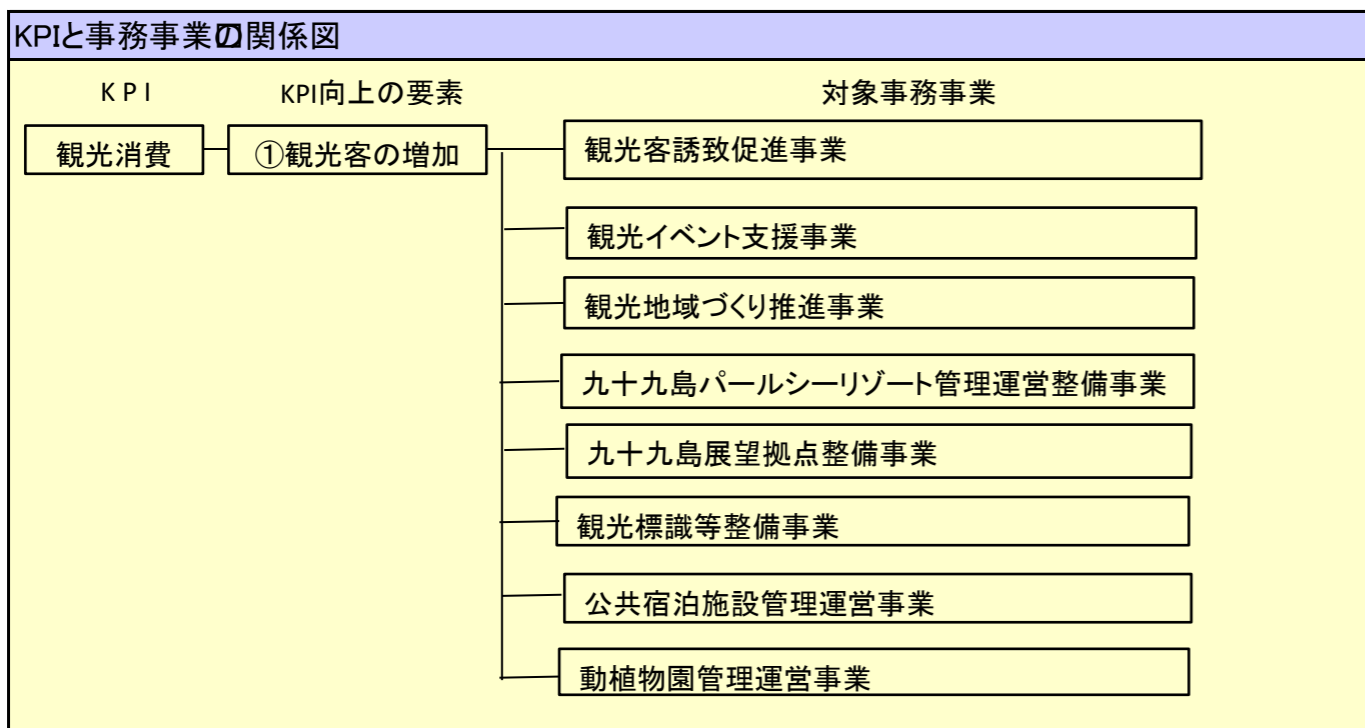 KPIと事務事業の関係図
KPI KPI向上の要素 対象事務事業
観光消費 ①観光客の増加 観光客誘致促進事業
観光イベント支援事業
観光地域づくり推進事業
九十九島パールシーリゾート管理運営整備事業
九十九島展望拠点整備事業
観光標識等整備事業
公共宿泊施設管理運営事業
動植物園管理運営事業